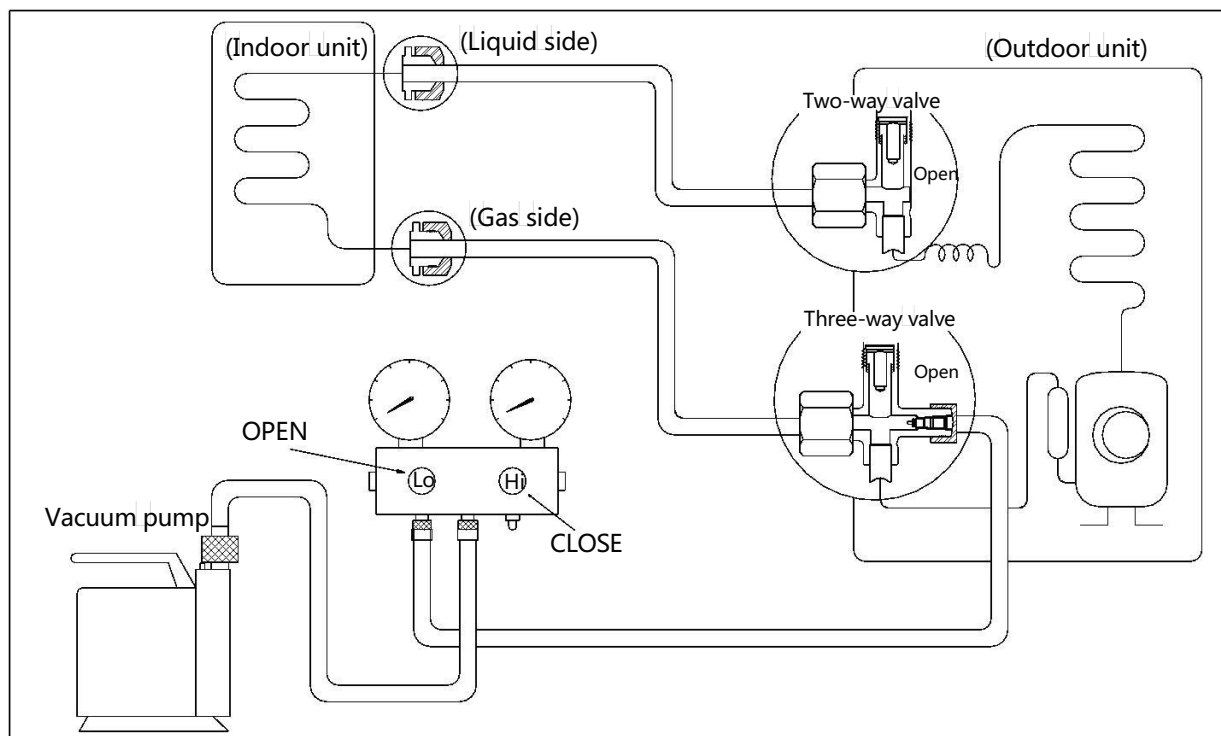 (Indoor unit)
(Liquid side)
(Outdoor unit)
Two-way valve
Open
(Gas side)
Three-way valve
Open
OPEN
Lo
Hi
Vacuum pump
CLOSE